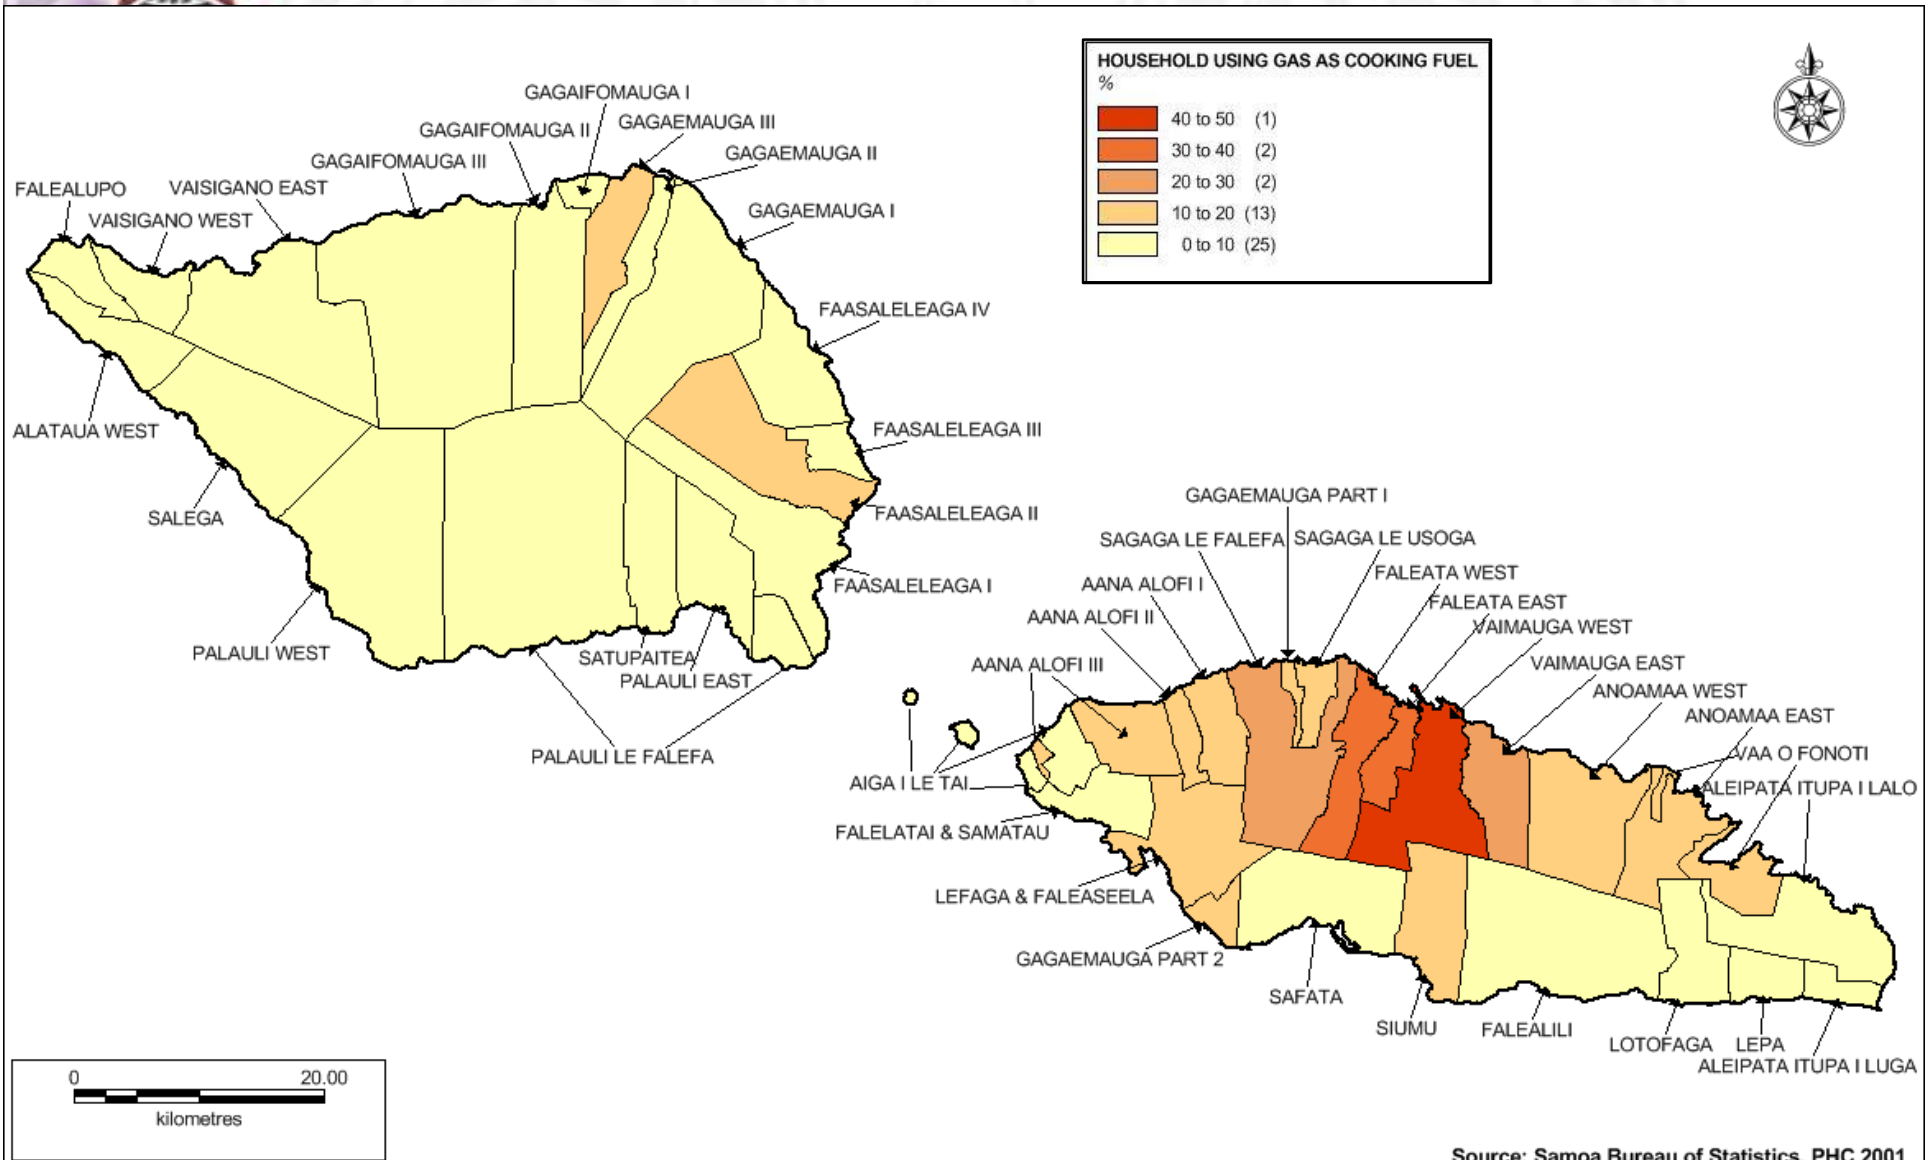 HOUSEHOLD USING GAS AS COOKING FUEL
%
40 to 50 (1)
30 to 40 (2)
20 to 30 (2)
10 to 20 (13)
0 to 10 (25)
GAGAIFOMAUGA I
GAGAIFOMAUGA II
GAGAEMAUGA III
GAGAIFOMAUGA III
GAGAEMAUGA II
FALEALUPO
VAISIGANO EAST
VAISIGANO WEST
GAGAEMAUGA I
FAASALELEAGA IV
ALATAUA WEST
FAASALELEAGA III
SALEGA
FAASALELEAGA II
FAASALELEAGA I
PALAULI WEST
SATUPAITEA
PALAULI EAST
PALAULI LE FALEFA
GAGAEMAUGA PART I
SAGAGA LE FALEFA
SAGAGA LE USOGA
AANA ALOFI I
FALEATA WEST
AANA ALOFI II
FALEATA EAST
VAIMAUGA WEST
AANA ALOFI III
VAIMAUGA EAST
ANOAMAA WEST
ANOAMAA EAST
VAA O FONOTI
AIGA I LE TAI
ALEIPATA ITUPA I LALO
FALELATAI & SAMATAU
LEFAGA & FALEASEELA
GAGAEMAUGA PART 2
SAFATA
SIUMU
FALEALILI
LOTOFAGA
LEPA
ALEIPATA ITUPA I LUGA
0 20.00
kilometres
Source: Samoa Bureau of Statistics, PHC 2001